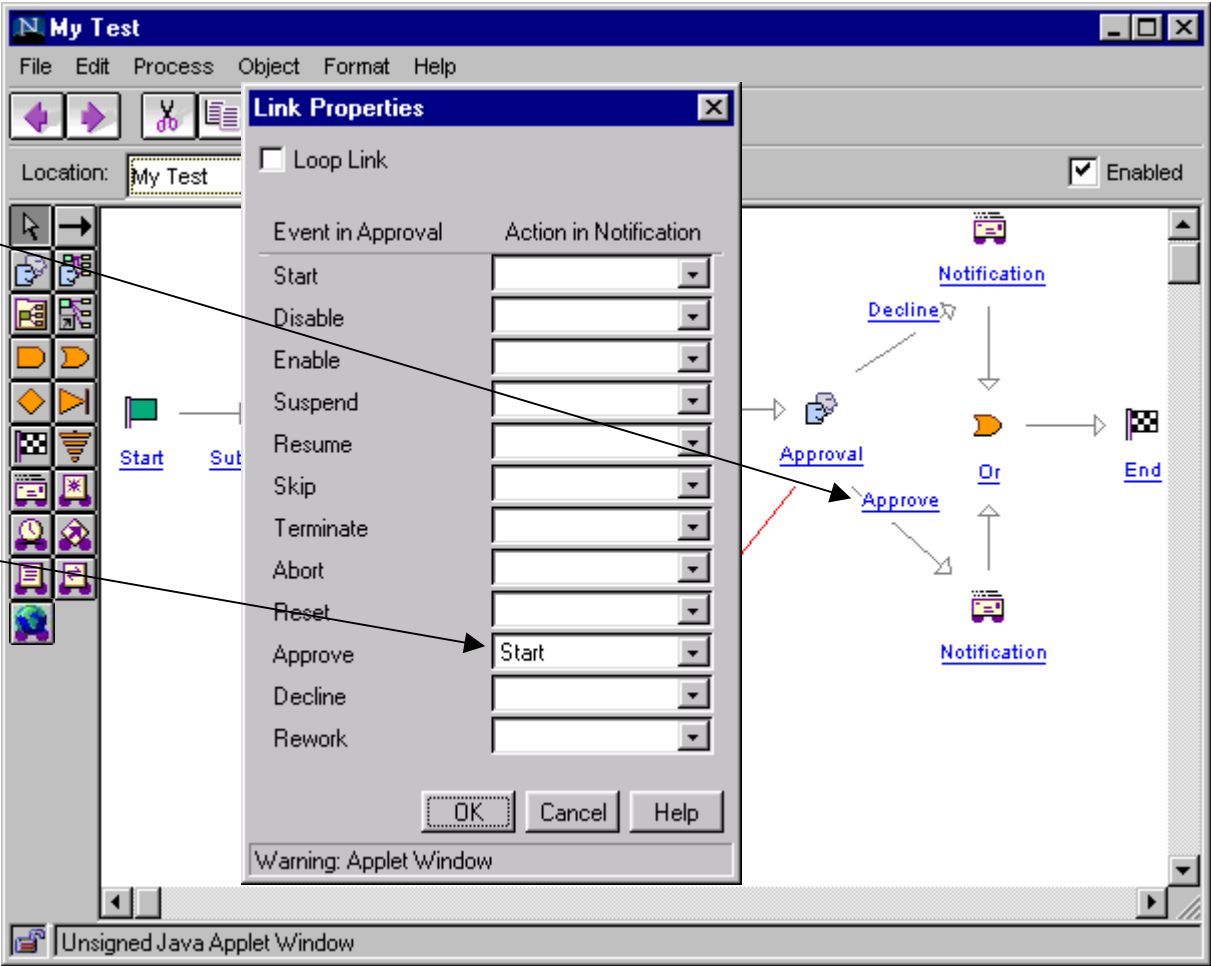 My Test
File Edit Process Object Format Help
Location: My Test
Enabled
Link Properties
Loop Link
Event in Approval Action in Notification
Start
Disable
Enable
Suspend
Resume
Skip
Terminate
Abort
Reset
Approve Start
Decline
Rework
OK Cancel Help
Warning: Applet Window
Start
Sub
Notification
Decline
Approval
Or
End
Approve
Notification
Unsigned Java Applet Window